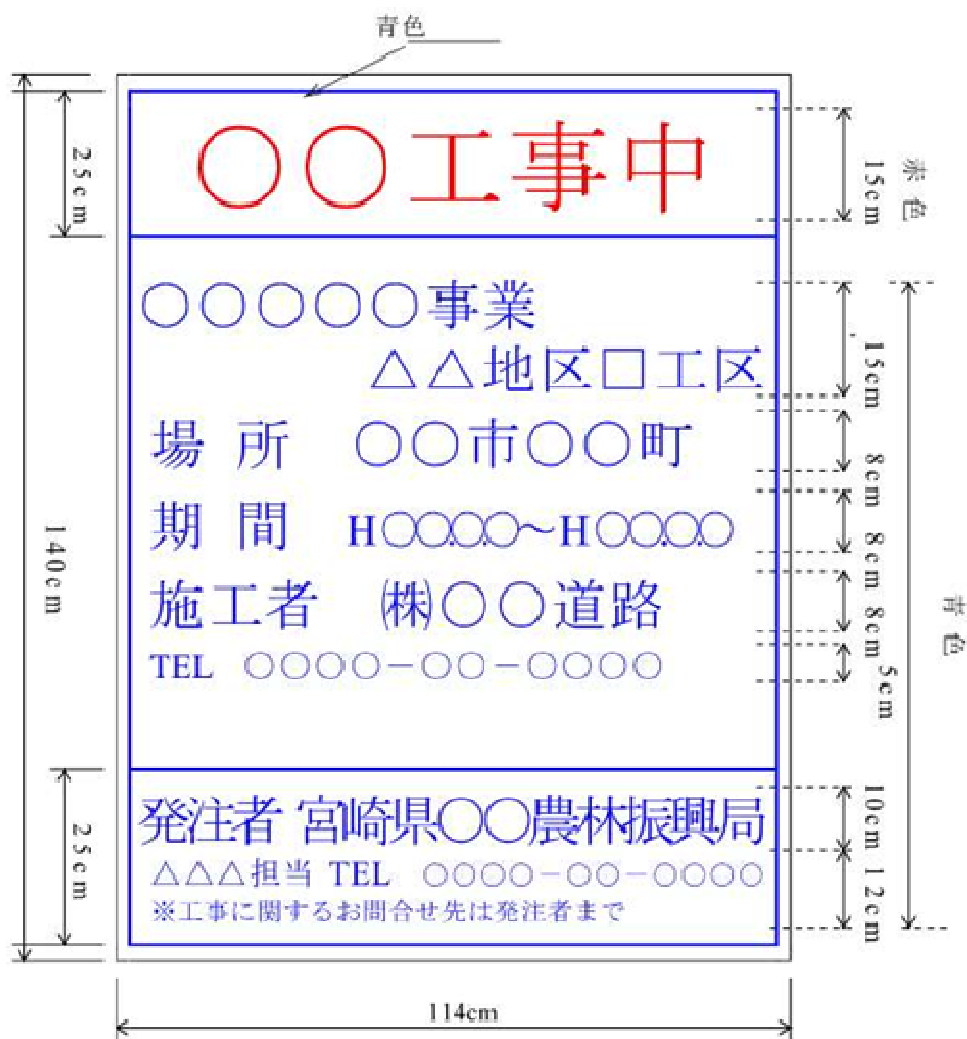 青色
〇〇工事中
25cm
15cm
赤色
〇〇〇〇〇事業
△△地区□工区
15cm
場所 〇〇市〇〇町
8cm
期間 H〇.〇.〇〜H〇.〇.〇
8cm
140cm
施工者 ㈱〇〇道路
8cm
青色
TEL 〇〇〇〇－〇〇－〇〇〇〇
5cm
発注者 宮崎県〇〇農林振興局
10cm
25cm
△△△担当 TEL 〇〇〇〇－〇〇－〇〇〇〇
12cm
※工事に関するお問合せ先は発注者まで
114cm